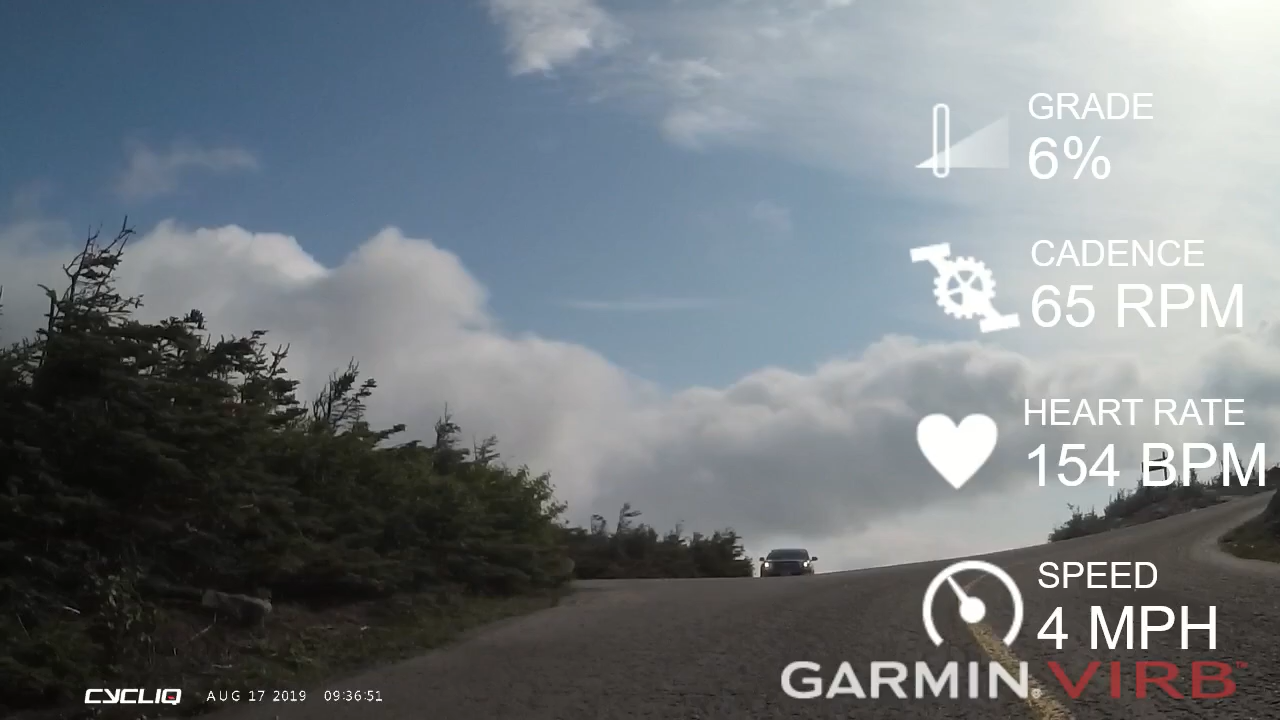 GRADE
6%
CADENCE
65 RPM
HEART RATE
154 BPM
SPEED
4 MPH
GARMIN VIRB™
CYCLIQ AUG 17 2019 09:36:51